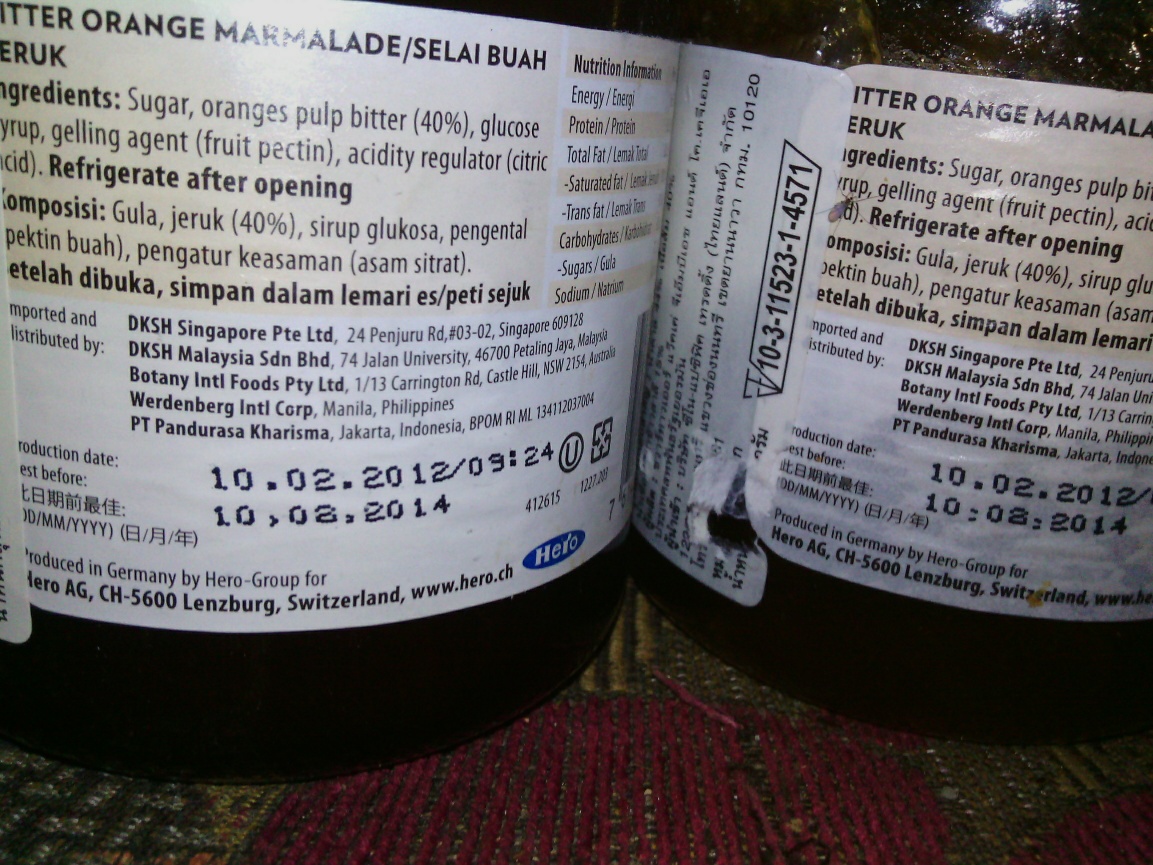 ITTER ORANGE MARMALADE/SELAI BUAH
ERUK
ngredients: Sugar, oranges pulp bitter (40%), glucose
yrup, gelling agent (fruit pectin), acidity regulator (citric
cid). Refrigerate after opening
Komposisi: Gula, jeruk (40%), sirup glukosa, pengental
pektin buah), pengatur keasaman (asam sitrat).
etelah dibuka, simpan dalam lemari es/peti sejuk
Nutrition Information
Energy / Energi
Protein / Protein
Total Fat / Lemak Total
-Saturated fat / Lemak
-Trans fat / Lemak Trans
Carbohydrates / Karbohidrat
-Sugars / Gula
Sodium / Natrium
mported and
listributed by:
DKSH Singapore Pte Ltd, 24 Penjuru Rd,#03-02, Singapore 609128
DKSH Malaysia Sdn Bhd, 74 Jalan University, 46700 Petaling Jaya, Malaysia
Botany Intl Foods Pty Ltd, 1/13 Carrington Rd, Castle Hill, NSW 2154, Australia
Werdenberg Intl Corp, Manila, Philippines
PT Pandurasa Kharisma, Jakarta, Indonesia, BPOM RI ML 134112037004
roduction date:
est before:
此日期前最佳:
DD/MM/YYYY) (日/月/年)
10.02.2012/09:24
10.08.2014
412615 1227.203
7
Produced in Germany by Hero-Group for
Hero AG, CH-5600 Lenzburg, Switzerland, www.hero.ch
Hero
กทม. 10120
10-3-11523-1-4571
ITTER ORANGE MARMALA
ERUK
ngredients: Sugar, oranges pulp bit
yrup, gelling agent (fruit pectin), acid
d). Refrigerate after opening
omposisi: Gula, jeruk (40%), sirup glu
pektin buah), pengatur keasaman (asam
etelah dibuka, simpan dalam lemari
mported and
istributed by:
DKSH Singapore Pte Ltd, 24 Penjuru
DKSH Malaysia Sdn Bhd, 74 Jalan Uni
Botany Intl Foods Pty Ltd, 1/13 Carrin
Werdenberg Intl Corp, Manila, Philippin
PT Pandurasa Kharisma, Jakarta, Indone
roduction date:
est before:
此日期前最佳:
DD/MM/YYYY) (日/月/年)
10.02.2012/
10:08:2014
Produced in Germany by Hero-Group for
Hero AG, CH-5600 Lenzburg, Switzerland, www.he